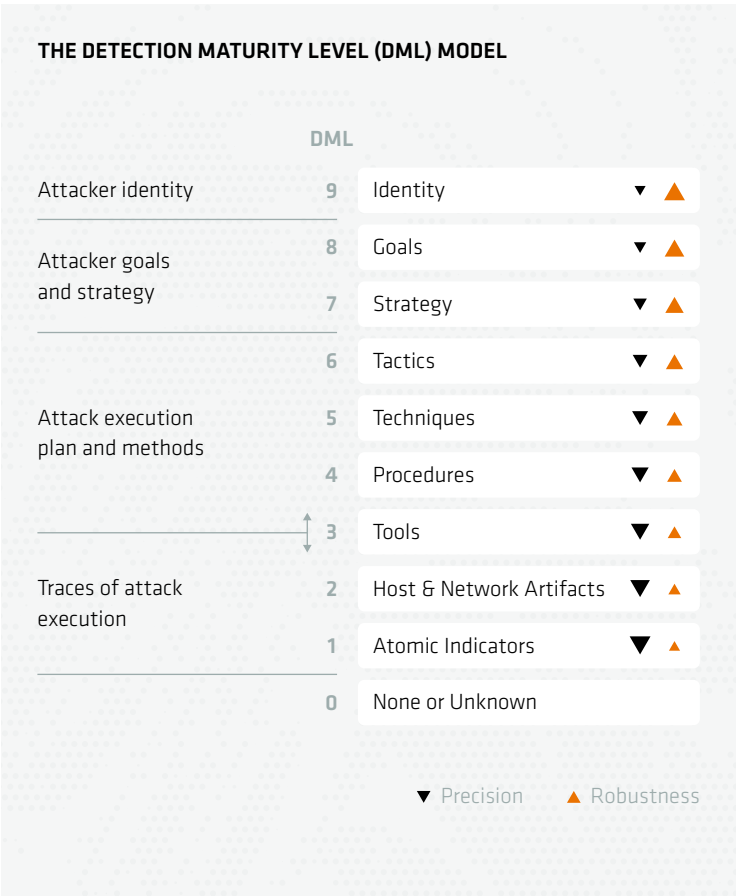 THE DETECTION MATURITY LEVEL (DML) MODEL
DML
Attacker identity
9
Identity
8
Goals
Attacker goals
and strategy
7
Strategy
6
Tactics
Attack execution
plan and methods
5
Techniques
4
Procedures
3
Tools
Traces of attack
execution
2
Host & Network Artifacts
1
Atomic Indicators
0
None or Unknown
Precision
Robustness